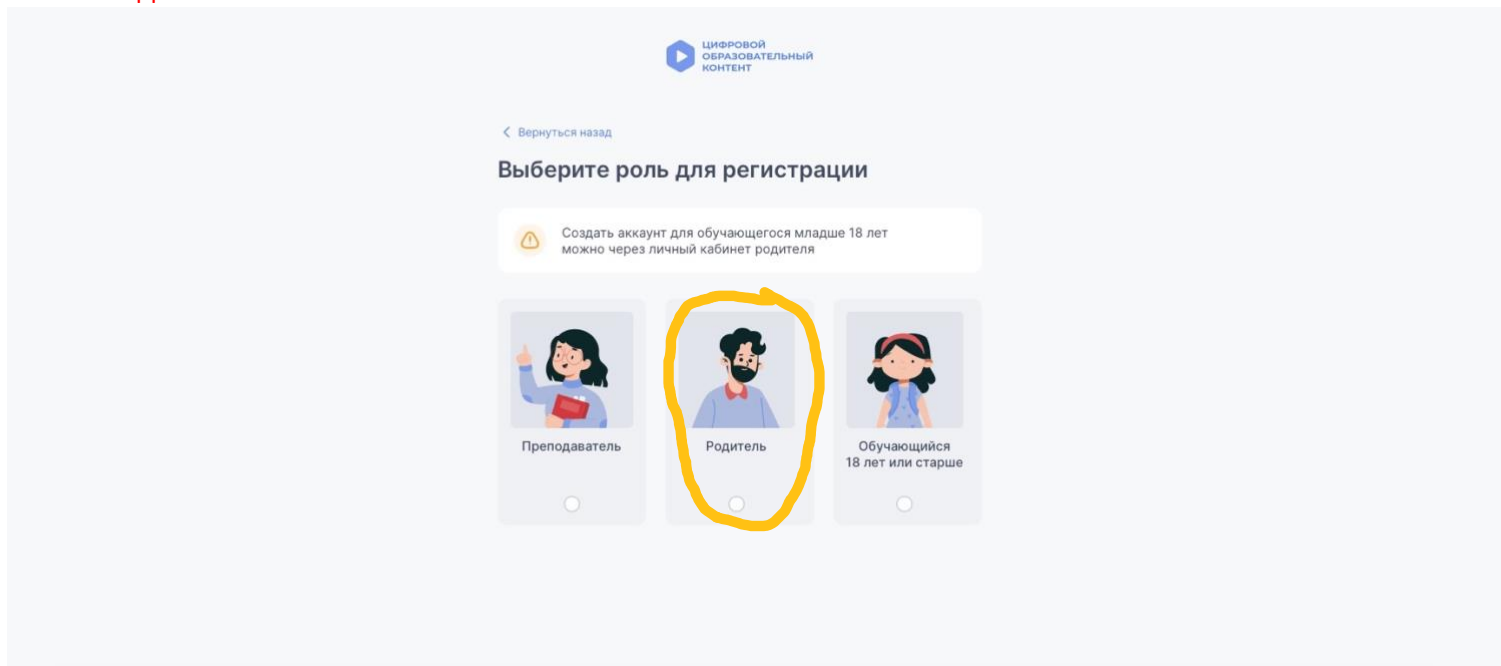 ЦИФРОВОЙ
ОБРАЗОВАТЕЛЬНЫЙ
КОНТЕНТ
Вернуться назад
Выберите роль для регистрации
Создать аккаунт для обучающегося младше 18 лет
можно через личный кабинет родителя
Преподаватель
Родитель
Обучающийся
18 лет или старше